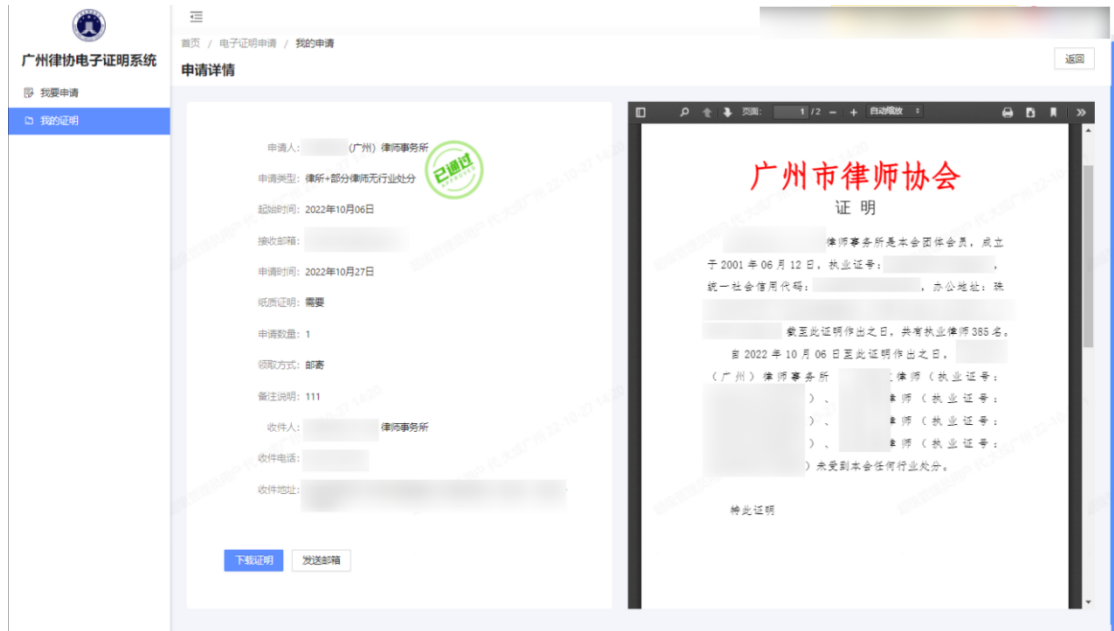 广州律协电子证明系统
我要申请
我的证明
首页 / 电子证明申请 / 我的申请
申请详情
返回
申请人: (广州) 律师事务所
已通过
APPROVED
申请类型: 律所+部分律师无行业处分
起始时间: 2022年10月06日
接收邮箱:
申请时间: 2022年10月27日
纸质证明: 需要
申请数量: 1
领取方式: 邮寄
备注说明: 111
收件人: 律师事务所
收件电话:
收件地址:
下载证明 发送邮箱
页面: 1 /2 自动缩放
广州市律师协会
证 明
律师事务所是本会团体会员，成立
于 2001 年 06 月 12 日，执业证号：，
统一社会信用代码：，办公地址：珠
截至此证明作出之日，共有执业律师 385 名。
自 2022 年 10 月 06 日至此证明作出之日，
（广州）律师事务所 律师（执业证号：
）、 律师（执业证号：
）、 律师（执业证号：
）、 律师（执业证号：
）未受到本会任何行业处分。
特此证明